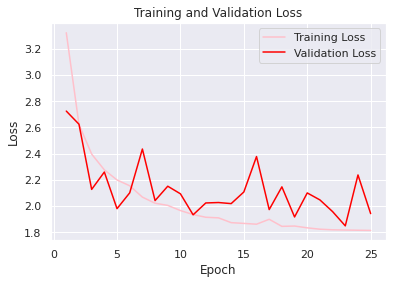 Training and Validation Loss
Training Loss
Validation Loss
Loss
3.2
3.0
2.8
2.6
2.4
2.2
2.0
1.8
0 5 10 15 20 25
Epoch